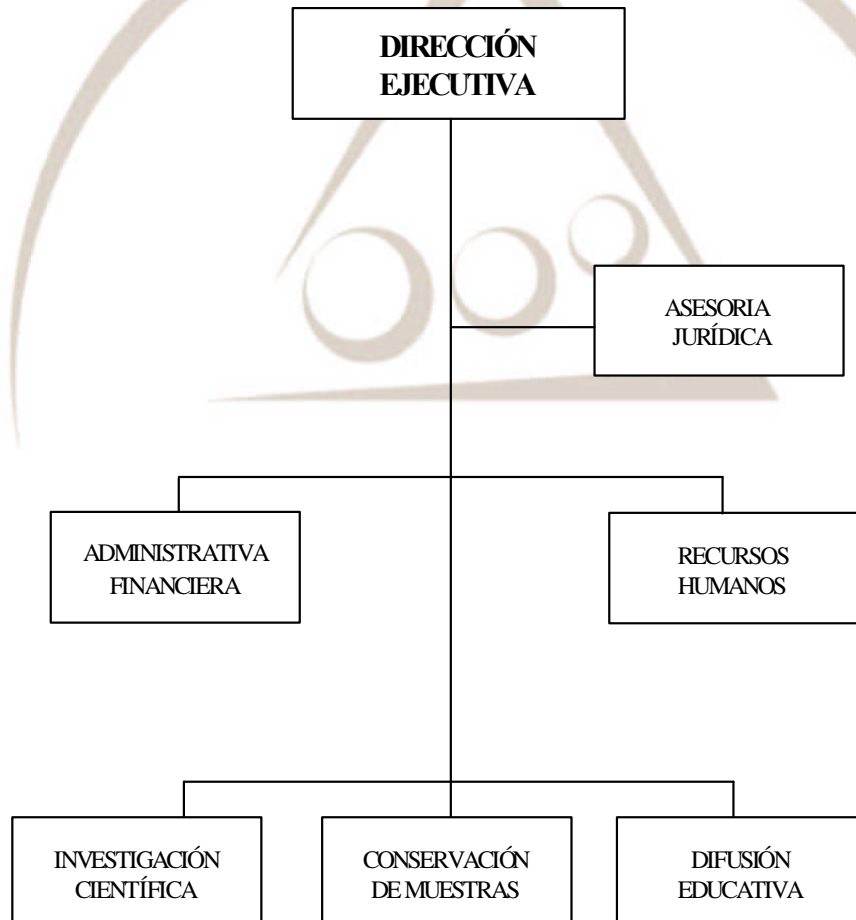 DIRECCIÓN
EJECUTIVA
ASESORIA
JURÍDICA
ADMINISTRATIVA
FINANCIERA
RECURSOS
HUMANOS
INVESTIGACIÓN
CIENTÍFICA
CONSERVACIÓN
DE MUESTRAS
DIFUSIÓN
EDUCATIVA